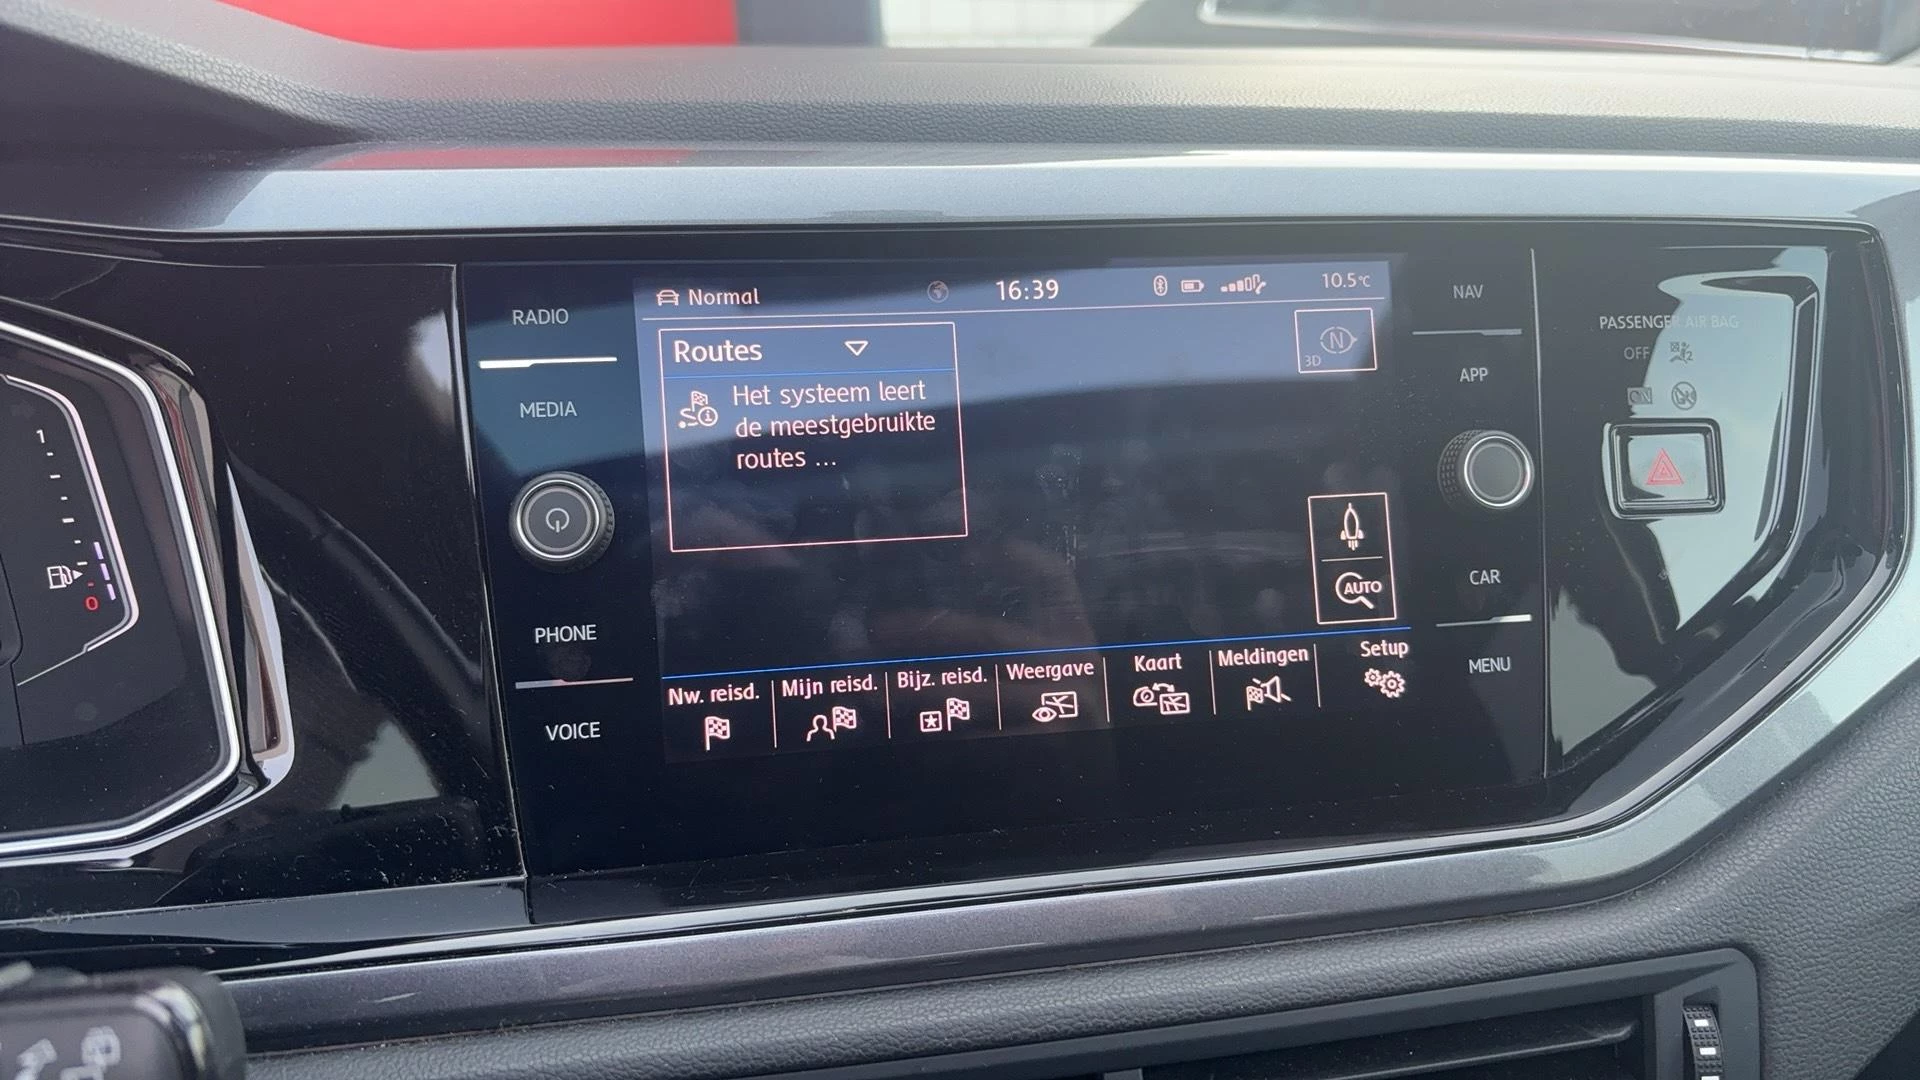 Normal
16:39
10.5°C
RADIO
MEDIA
PHONE
VOICE
Routes
Het systeem leert
de meestgebruikte
routes ...
N
3D
AUTO
Nw. reisd.
Mijn reisd.
Bijz. reisd.
Weergave
Kaart
Meldingen
Setup
NAV
APP
CAR
MENU
PASSENGER AIR BAG
OFF
ON
1
0